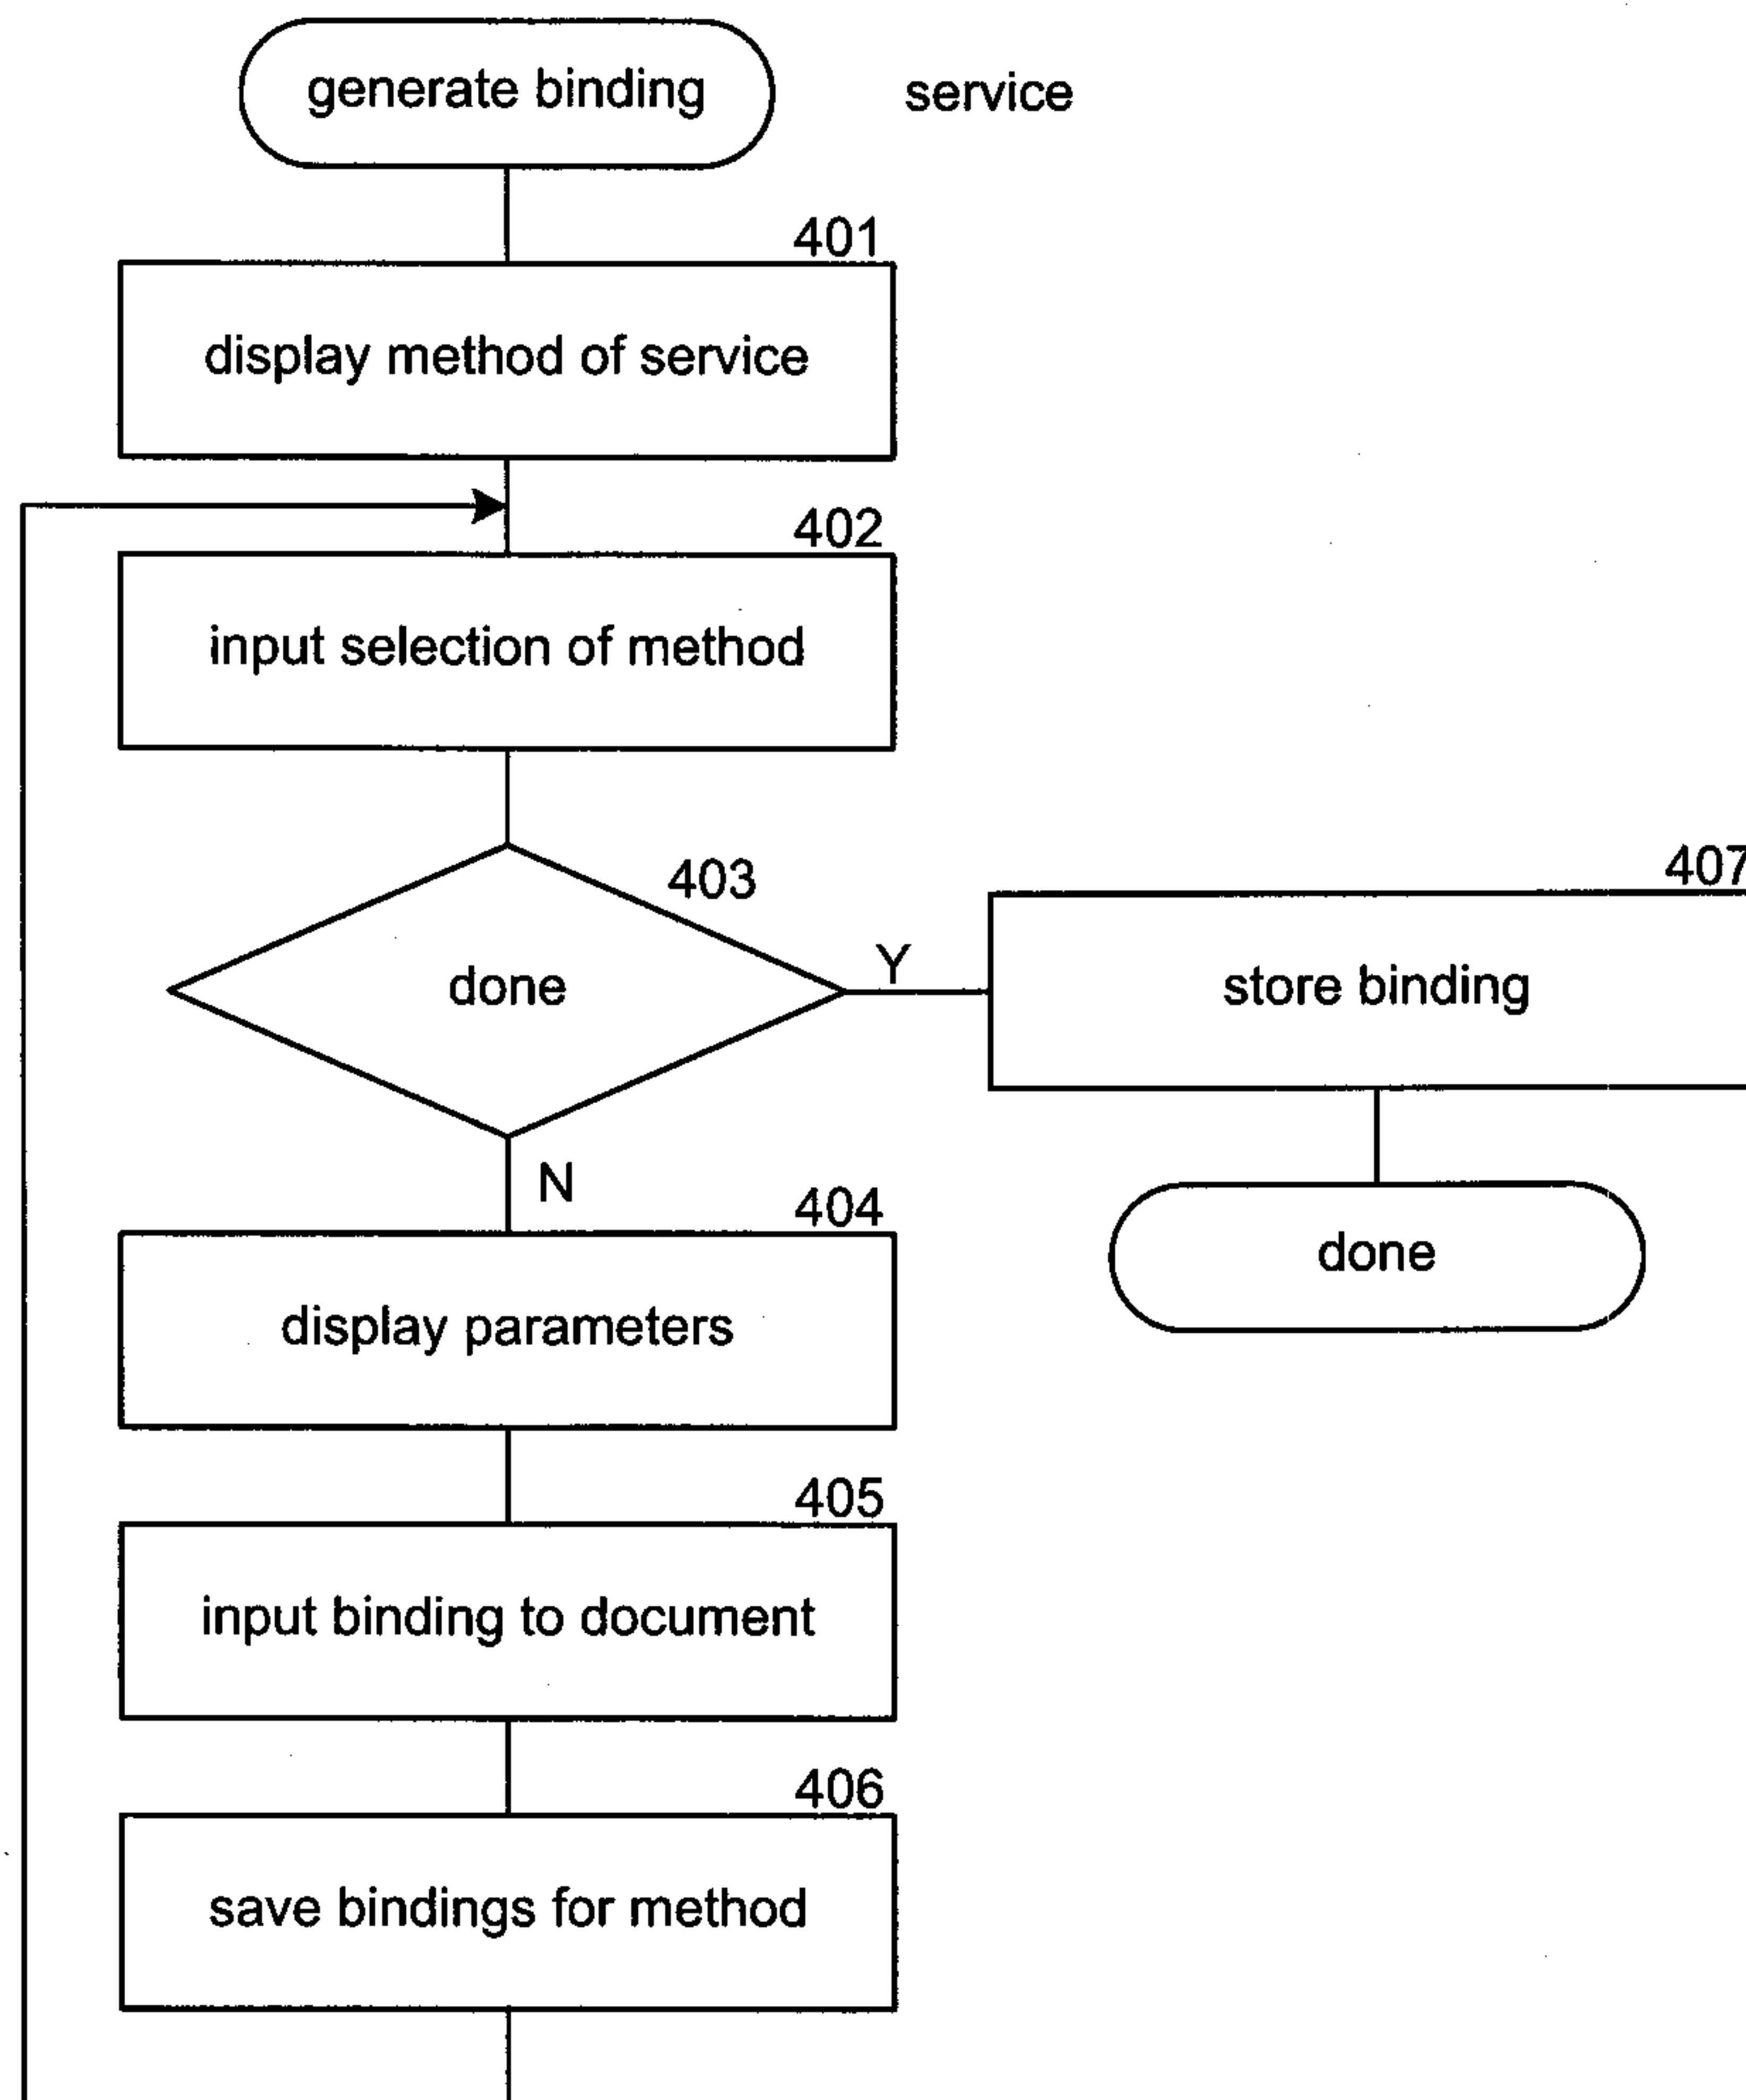 generate binding
service
401
display method of service
402
input selection of method
403
done
Y
407
store binding
N
404
display parameters
done
405
input binding to document
406
save bindings for method